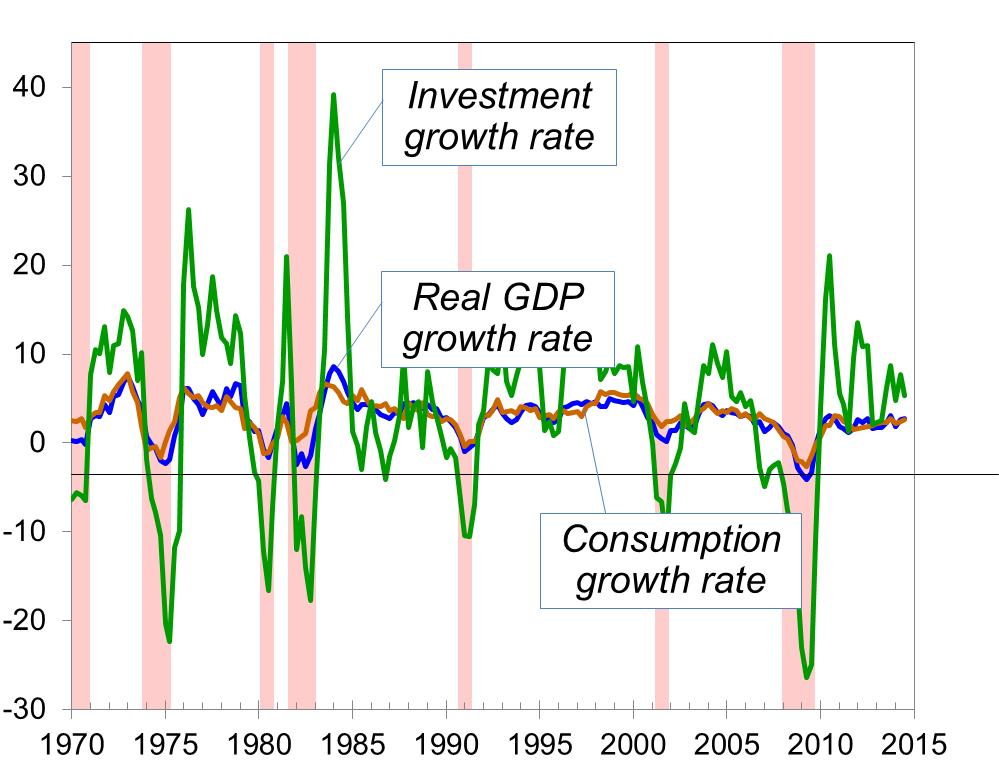 40
Investment
growth rate
30
20
Real GDP
growth rate
10
0
Consumption
growth rate
-10
-20
-30
1970 1975 1980 1985 1990 1995 2000 2005 2010 2015